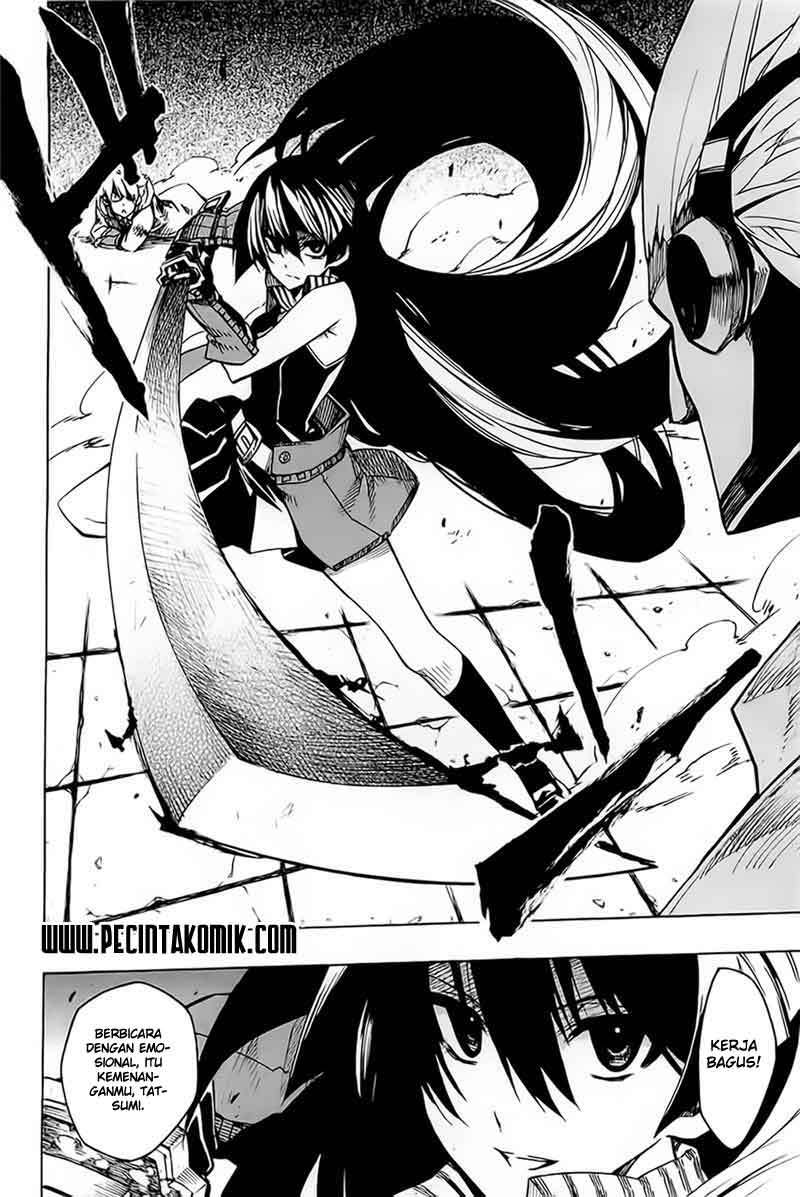 WWW.PECINTAKOMIK.COM
KERJA
BAGUS!
BERBICARA
DENGAN EMO-
SIONAL, ITU
KEMENAN-
GANMU, TAT-
SUMI.